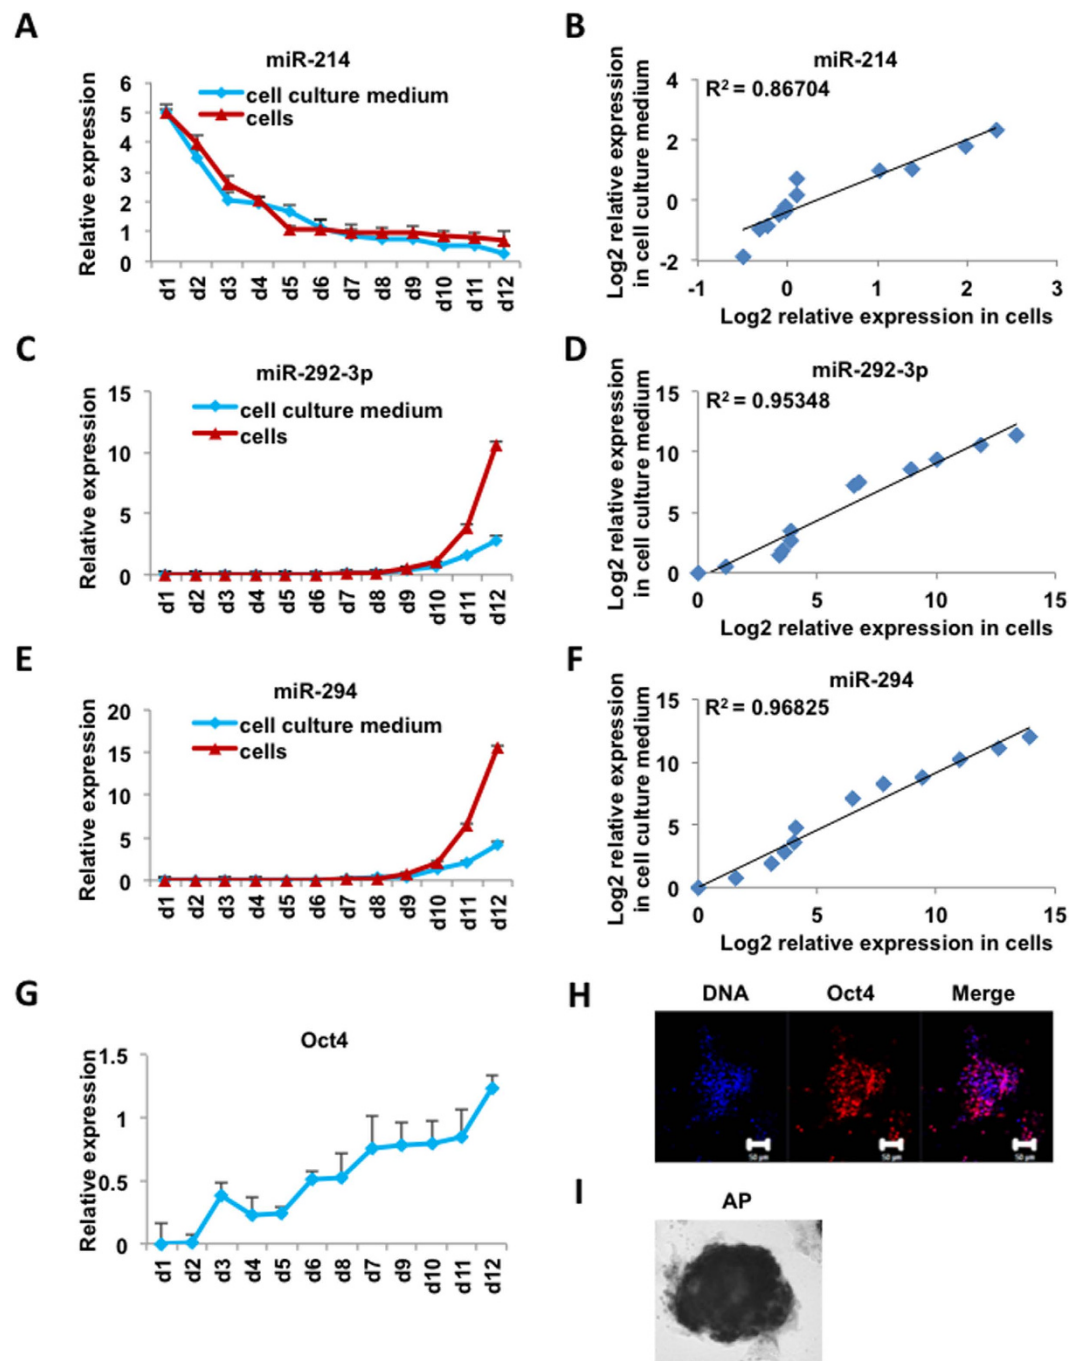 A
miR-214
Relative expression
6
5
4
3
2
1
0
cell culture medium
cells
d1 d2 d3 d4 d5 d6 d7 d8 d9 d10 d11 d12
B
miR-214
R² = 0.86704
Log2 relative expression
in cell culture medium
4
2
0
-2
-1 0 1 2 3
Log2 relative expression in cells
C
miR-292-3p
Relative expression
15
10
5
0
cell culture medium
cells
d1 d2 d3 d4 d5 d6 d7 d8 d9 d10 d11 d12
D
miR-292-3p
R² = 0.95348
Log2 relative expression
in cell culture medium
15
10
5
0
0 5 10 15
Log2 relative expression in cells
E
miR-294
Relative expression
20
15
10
5
0
cell culture medium
cells
d1 d2 d3 d4 d5 d6 d7 d8 d9 d10 d11 d12
F
miR-294
R² = 0.96825
Log2 relative expression
in cell culture medium
15
10
5
0
0 5 10 15
Log2 relative expression in cells
G
Oct4
Relative expression
1.5
1
0.5
0
d1 d2 d3 d4 d5 d6 d8 d7 d9 d10 d11 d12
H
DNA Oct4 Merge
50 µm 50 µm 50 µm
I
AP